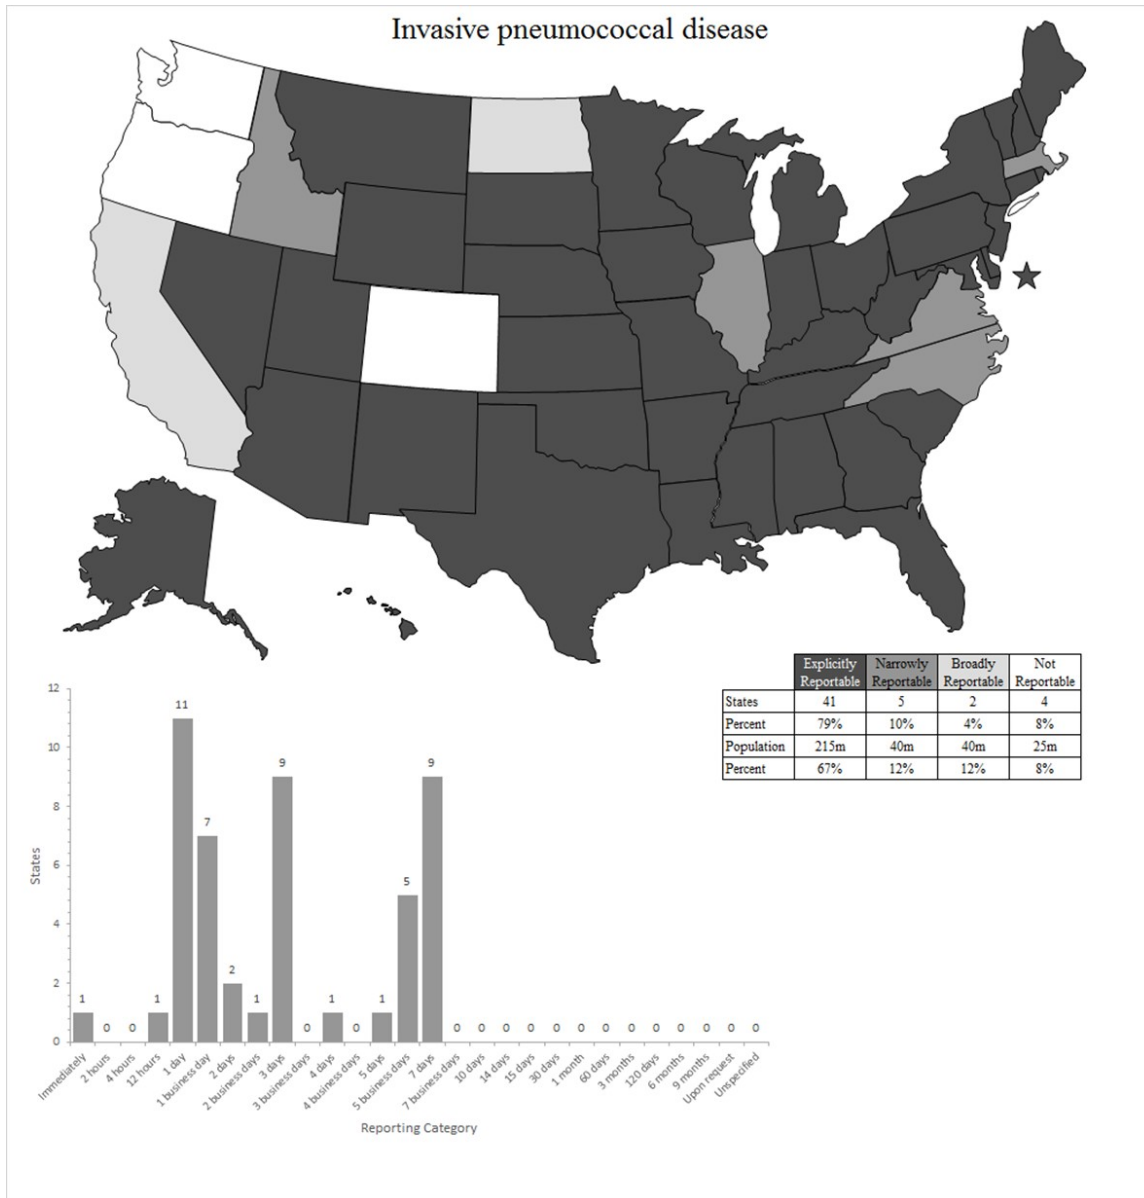 Invasive pneumococcal disease
Explicitly Reportable Narrowly Reportable Broadly Reportable Not Reportable
States 41 5 2 4
Percent 79% 10% 4% 8%
Population 215m 40m 40m 25m
Percent 67% 12% 12% 8%
12
10
8
6
4
2
0
States
1 0 0 1 11 7 2 1 9 0 1 0 1 5 9 0 0 0 0 0 0 0 0 0 0 0 0 0
Immediately
2 hours
4 hours
12 hours
1 day
1 business day
2 days
2 business days
3 days
3 business days
4 days
4 business days
5 days
5 business days
7 days
7 business days
10 days
14 days
15 days
30 days
1 month
60 days
3 months
120 days
6 months
9 months
Upon request
Unspecified
Reporting Category